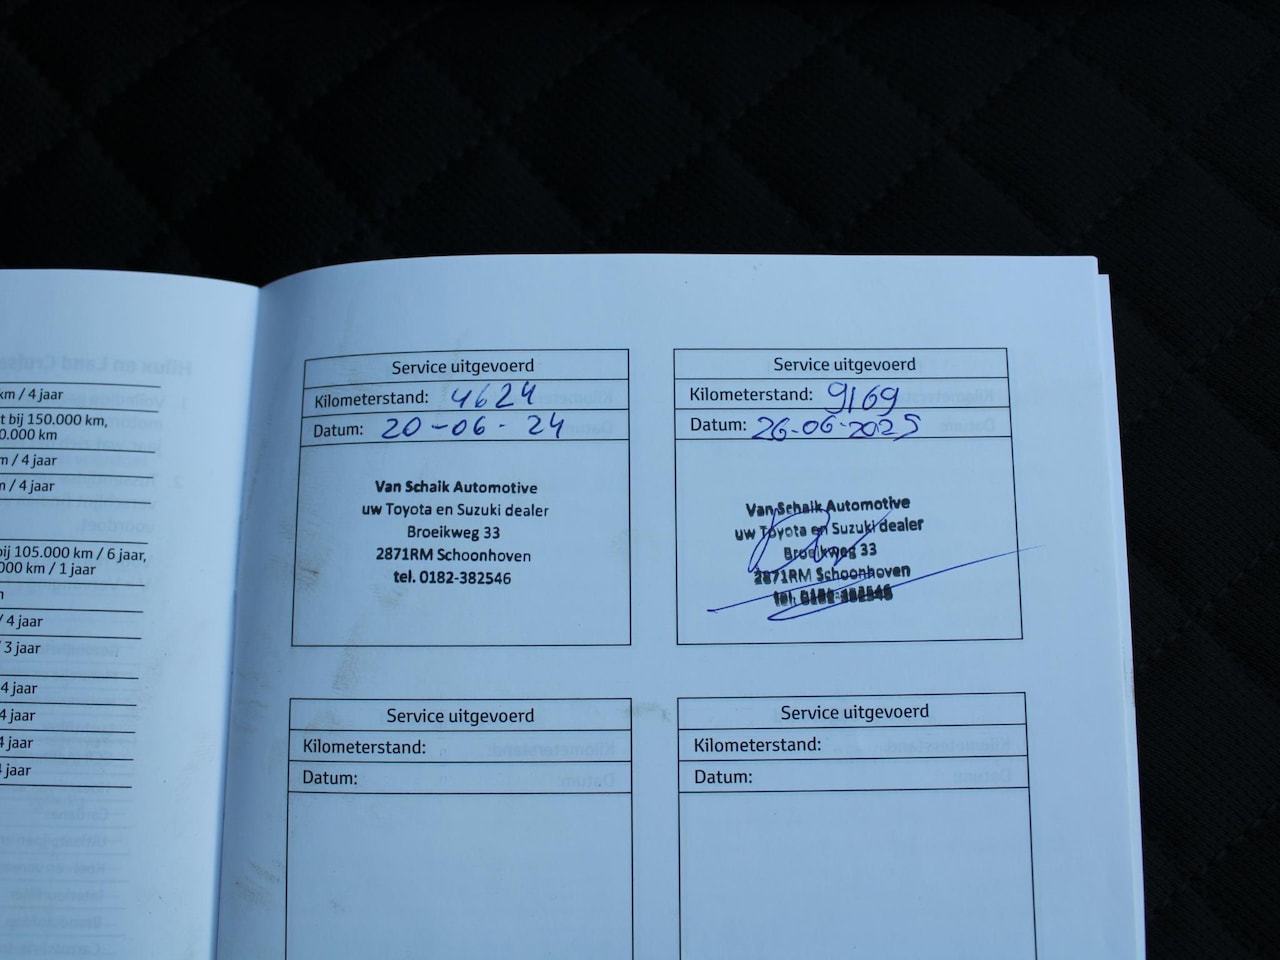 km / 4 jaar
t bij 150.000 km,
0.000 km
m / 4 jaar
m / 4 jaar
bij 105.000 km / 6 jaar,
000 km / 1 jaar
/ 4 jaar
/ 3 jaar
4 jaar
4 jaar
4 jaar
jaar
Service uitgevoerd
Kilometerstand: 4624
Datum: 20-06-24
Van Schaik Automotive
uw Toyota en Suzuki dealer
Broeikweg 33
2871RM Schoonhoven
tel. 0182-382546
Service uitgevoerd
Kilometerstand: 9169
Datum: 26-06-2025
Van Schaik Automotive
uw Toyota en Suzuki dealer
Broeikweg 33
2871RM Schoonhoven
tel. 0182-382546
Service uitgevoerd
Kilometerstand:
Datum:
Service uitgevoerd
Kilometerstand:
Datum: